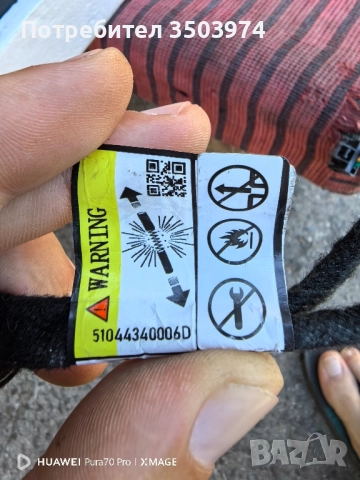 Потребител 3503974
WARNING
51044340006D
HUAWEI Pura70 Pro | XMAGE
BAZAR